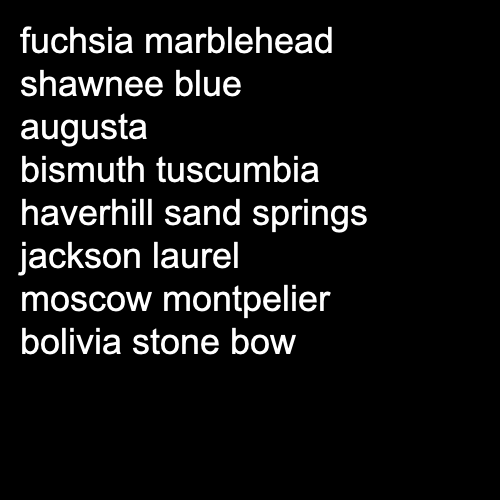 fuchsia marblehead
shawnee blue
augusta
bismuth tuscumbia
haverhill sand springs
jackson laurel
moscow montpelier
bolivia stone bow